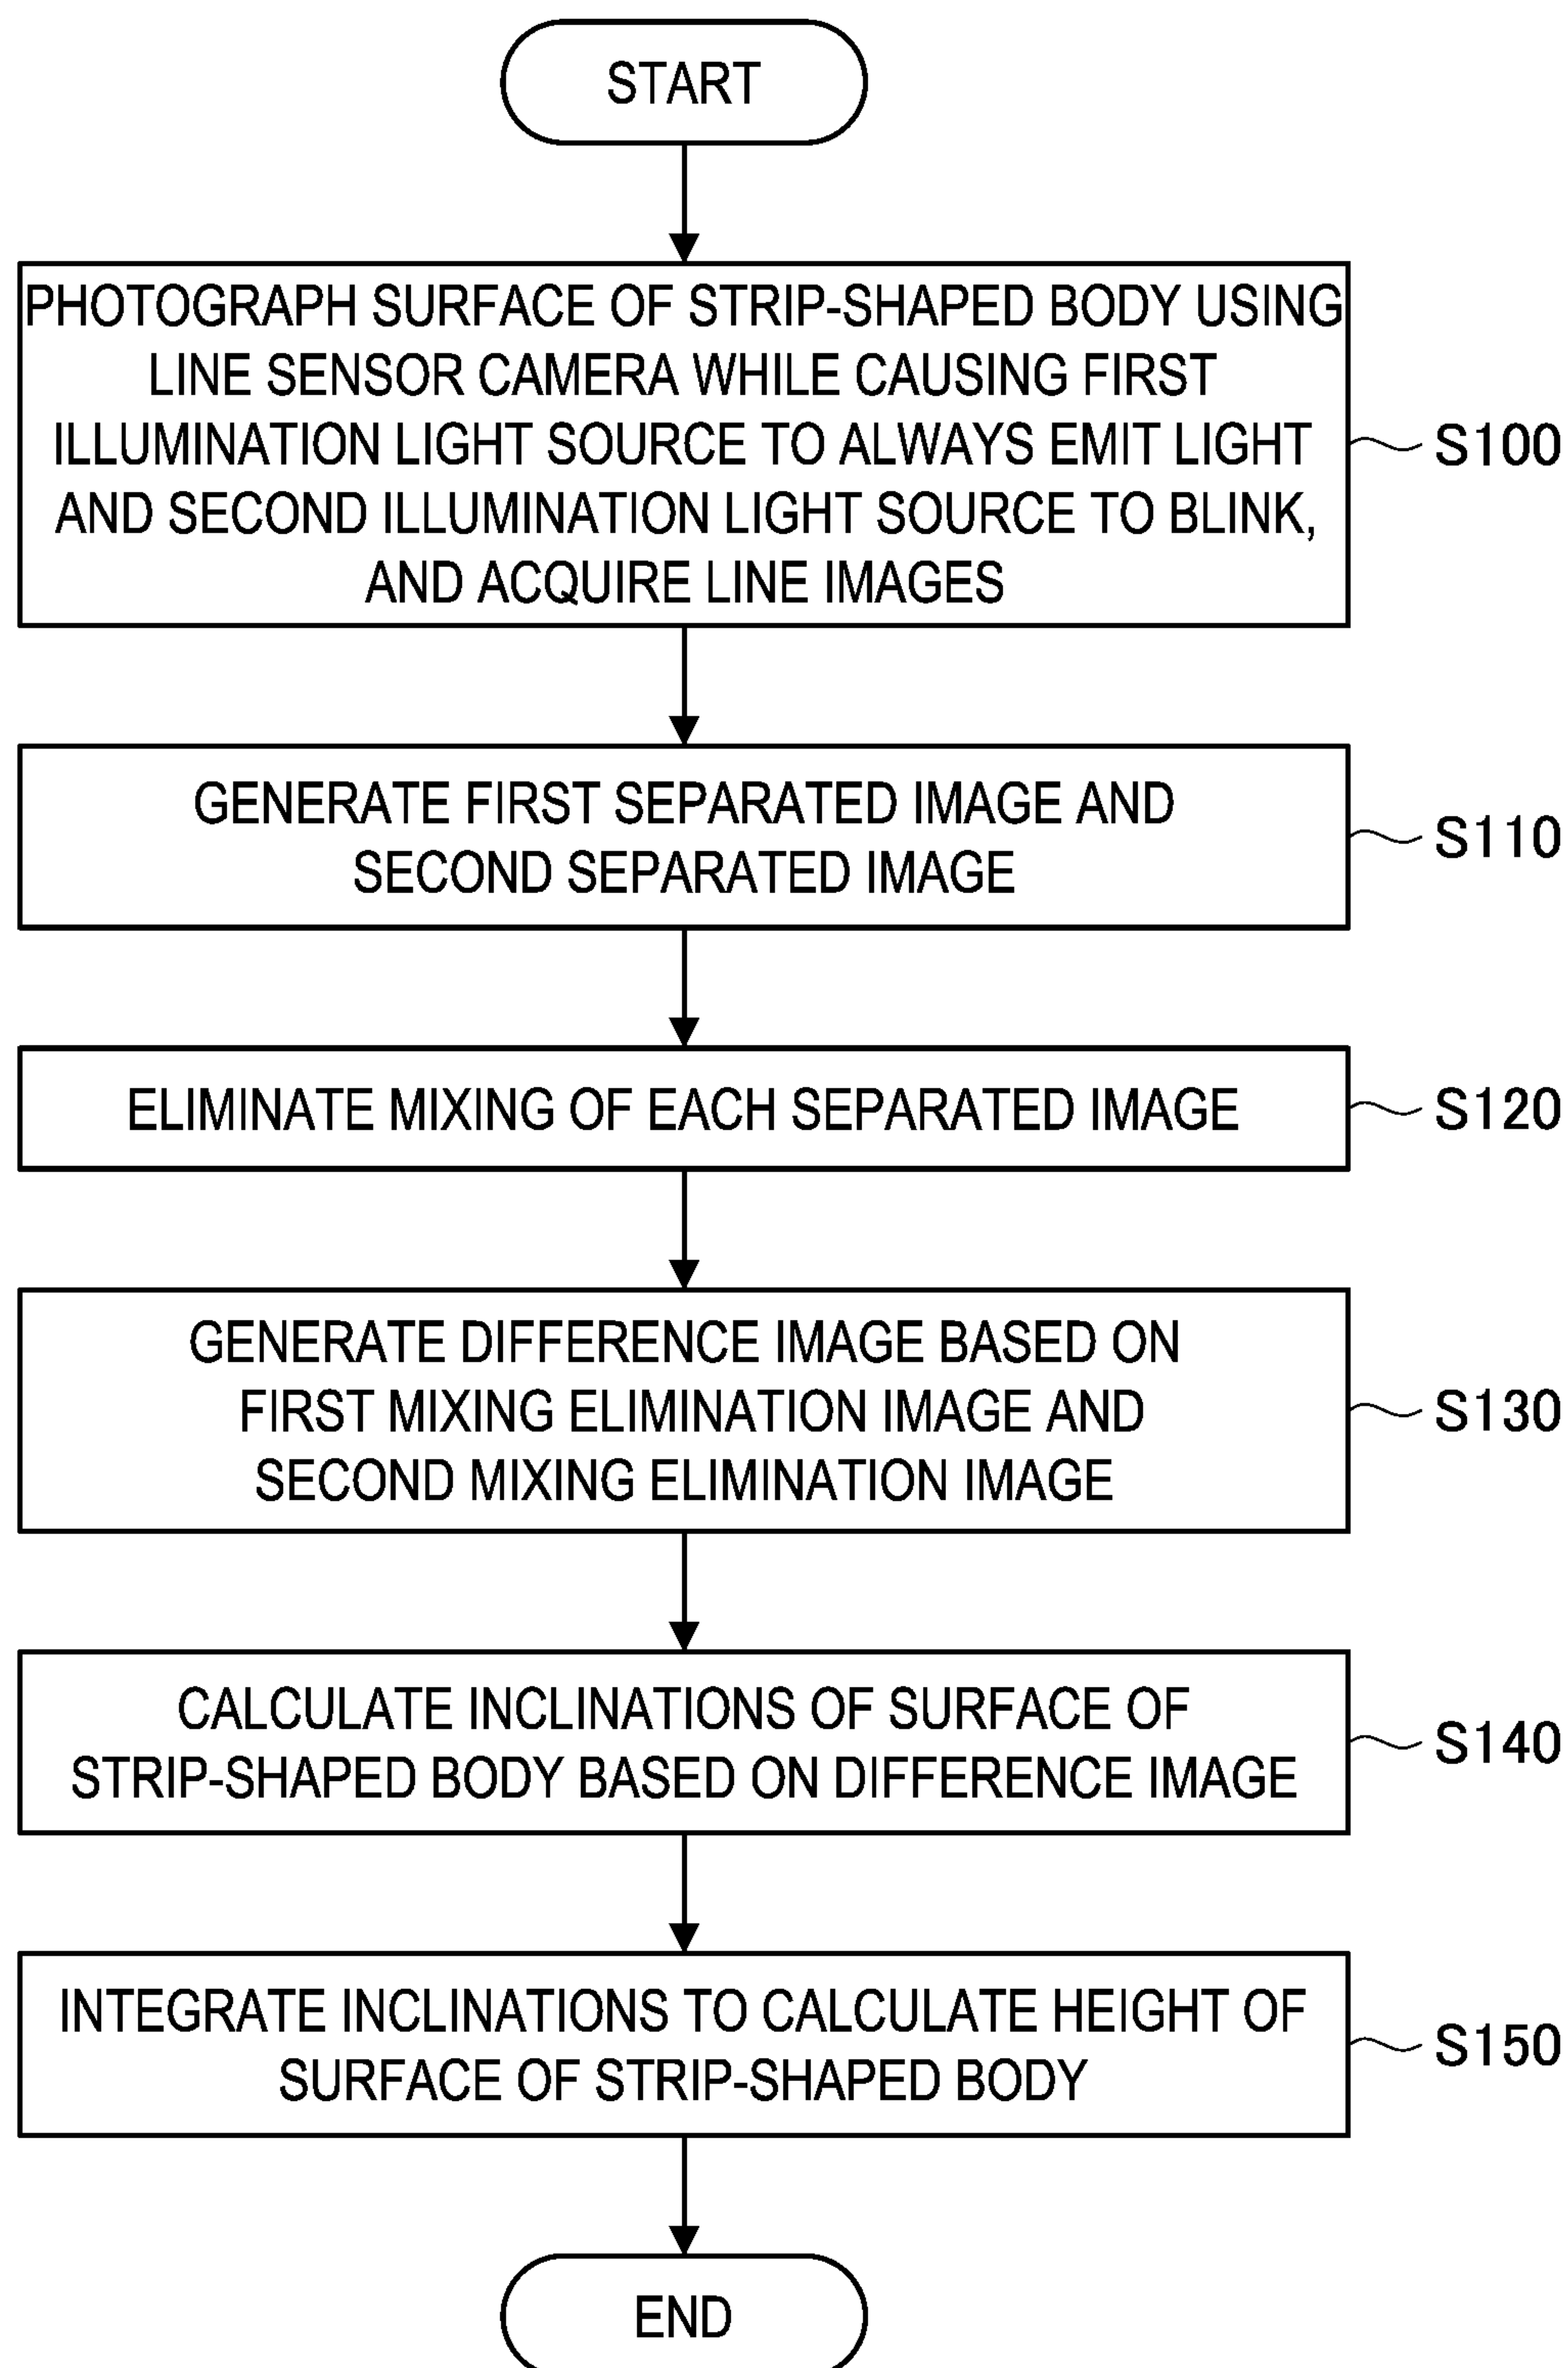 START
PHOTOGRAPH SURFACE OF STRIP-SHAPED BODY USING
LINE SENSOR CAMERA WHILE CAUSING FIRST
ILLUMINATION LIGHT SOURCE TO ALWAYS EMIT LIGHT
AND SECOND ILLUMINATION LIGHT SOURCE TO BLINK,
AND ACQUIRE LINE IMAGES
S100
GENERATE FIRST SEPARATED IMAGE AND
SECOND SEPARATED IMAGE
S110
ELIMINATE MIXING OF EACH SEPARATED IMAGE
S120
GENERATE DIFFERENCE IMAGE BASED ON
FIRST MIXING ELIMINATION IMAGE AND
SECOND MIXING ELIMINATION IMAGE
S130
CALCULATE INCLINATIONS OF SURFACE OF
STRIP-SHAPED BODY BASED ON DIFFERENCE IMAGE
S140
INTEGRATE INCLINATIONS TO CALCULATE HEIGHT OF
SURFACE OF STRIP-SHAPED BODY
S150
END